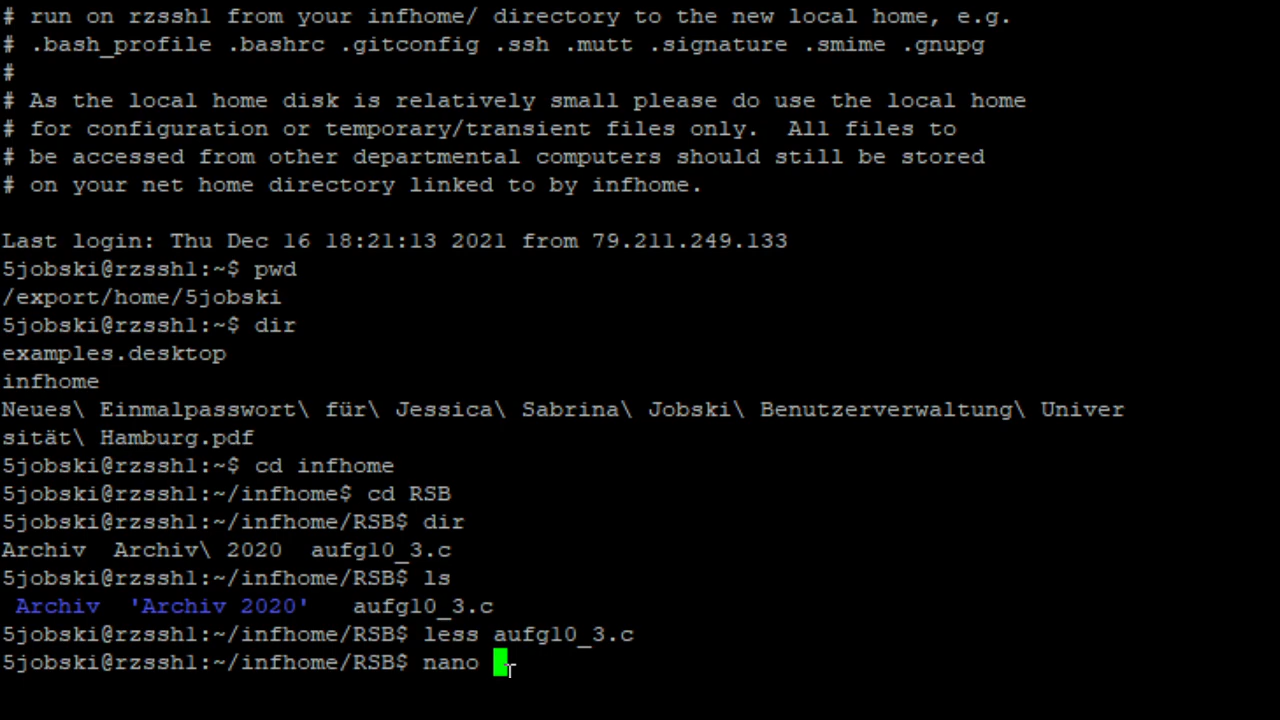 # run on rzssh1 from your infhome/ directory to the new local home, e.g.
# .bash_profile .bashrc .gitconfig .ssh .mutt .signature .smime .gnupg
#
# As the local home disk is relatively small please do use the local home
# for configuration or temporary/transient files only.  All files to
# be accessed from other departmental computers should still be stored
# on your net home directory linked to by infhome.
Last login: Thu Dec 16 18:21:13 2021 from 79.211.249.133
5jobski@rzssh1:~$ pwd
/export/home/5jobski
5jobski@rzssh1:~$ dir
examples.desktop
infhome
Neues\ Einmalpasswort\ für\ Jessica\ Sabrina\ Jobski\ Benutzerverwaltung\ Univer
sität\ Hamburg.pdf
5jobski@rzssh1:~$ cd infhome
5jobski@rzssh1:~/infhome$ cd RSB
5jobski@rzssh1:~/infhome/RSB$ dir
Archiv  Archiv\ 2020  aufg10_3.c
5jobski@rzssh1:~/infhome/RSB$ ls
 Archiv  'Archiv 2020'   aufg10_3.c
5jobski@rzssh1:~/infhome/RSB$ less aufg10_3.c
5jobski@rzssh1:~/infhome/RSB$ nano